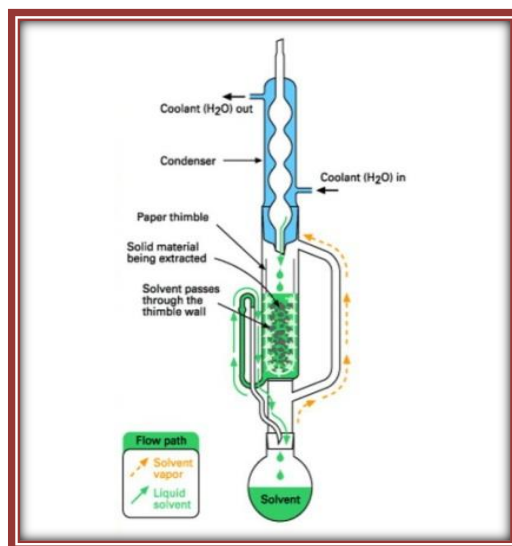 Coolant (H2O) out
Condenser
Coolant (H2O) in
Paper thimble
Solid material
being extracted
Solvent passes
through the
thimble wall
Flow path
Solvent
vapor
Liquid
solvent
Solvent